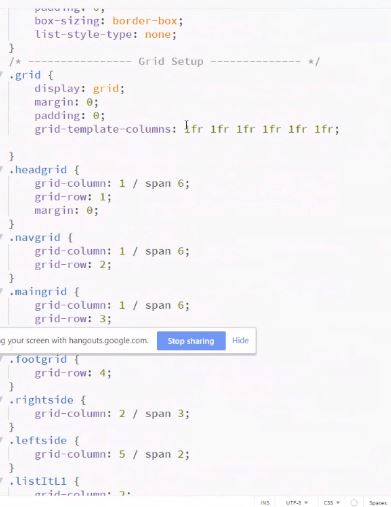 padding: 0;
box-sizing: border-box;
list-style-type: none;
}
/* --------------- Grid Setup ------------- */
.grid {
display: grid;
margin: 0;
padding: 0;
grid-template-columns: 1fr 1fr 1fr 1fr 1fr 1fr;
}
.headgrid {
grid-column: 1 / span 6;
grid-row: 1;
margin: 0;
}
.navgrid {
grid-column: 1 / span 6;
grid-row: 2;
}
.maingrid {
grid-column: 1 / span 6;
grid-row: 3;
g your screen with hangouts.google.com. Stop sharing Hide
.footgrid {
grid-row: 4;
}
.rightside {
grid-column: 2 / span 3;
}
.leftside {
grid-column: 5 / span 2;
}
.listItL1 {
grid-column: 2;
INS UTF-8 CSS Spaces